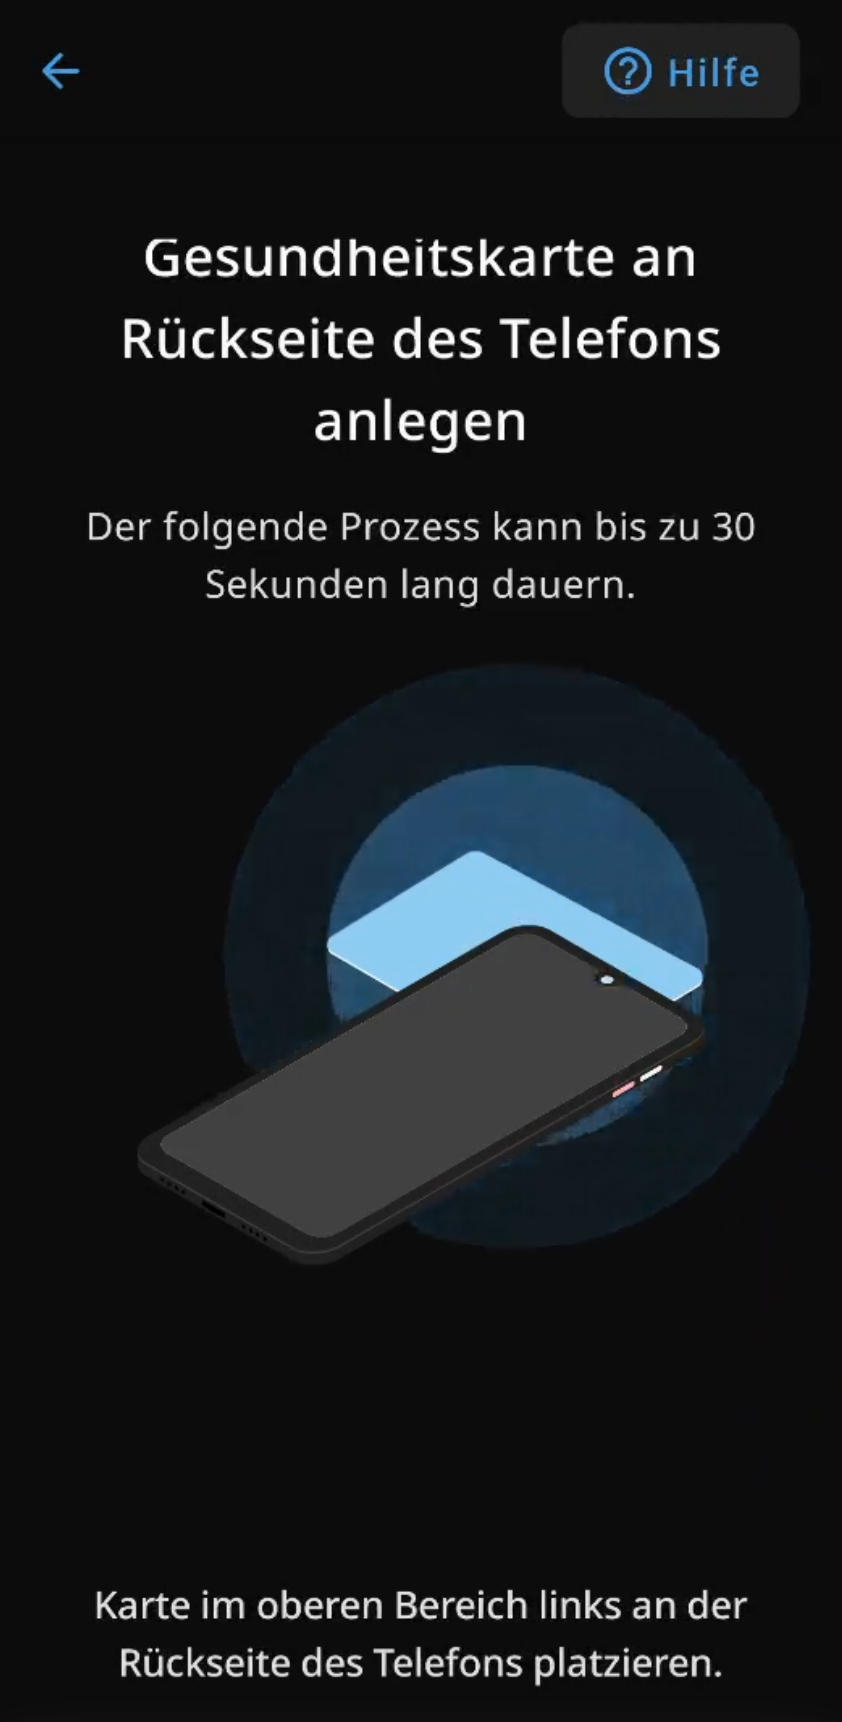 Hilfe
Gesundheitskarte an
Rückseite des Telefons
anlegen
Der folgende Prozess kann bis zu 30
Sekunden lang dauern.
Karte im oberen Bereich links an der
Rückseite des Telefons platzieren.